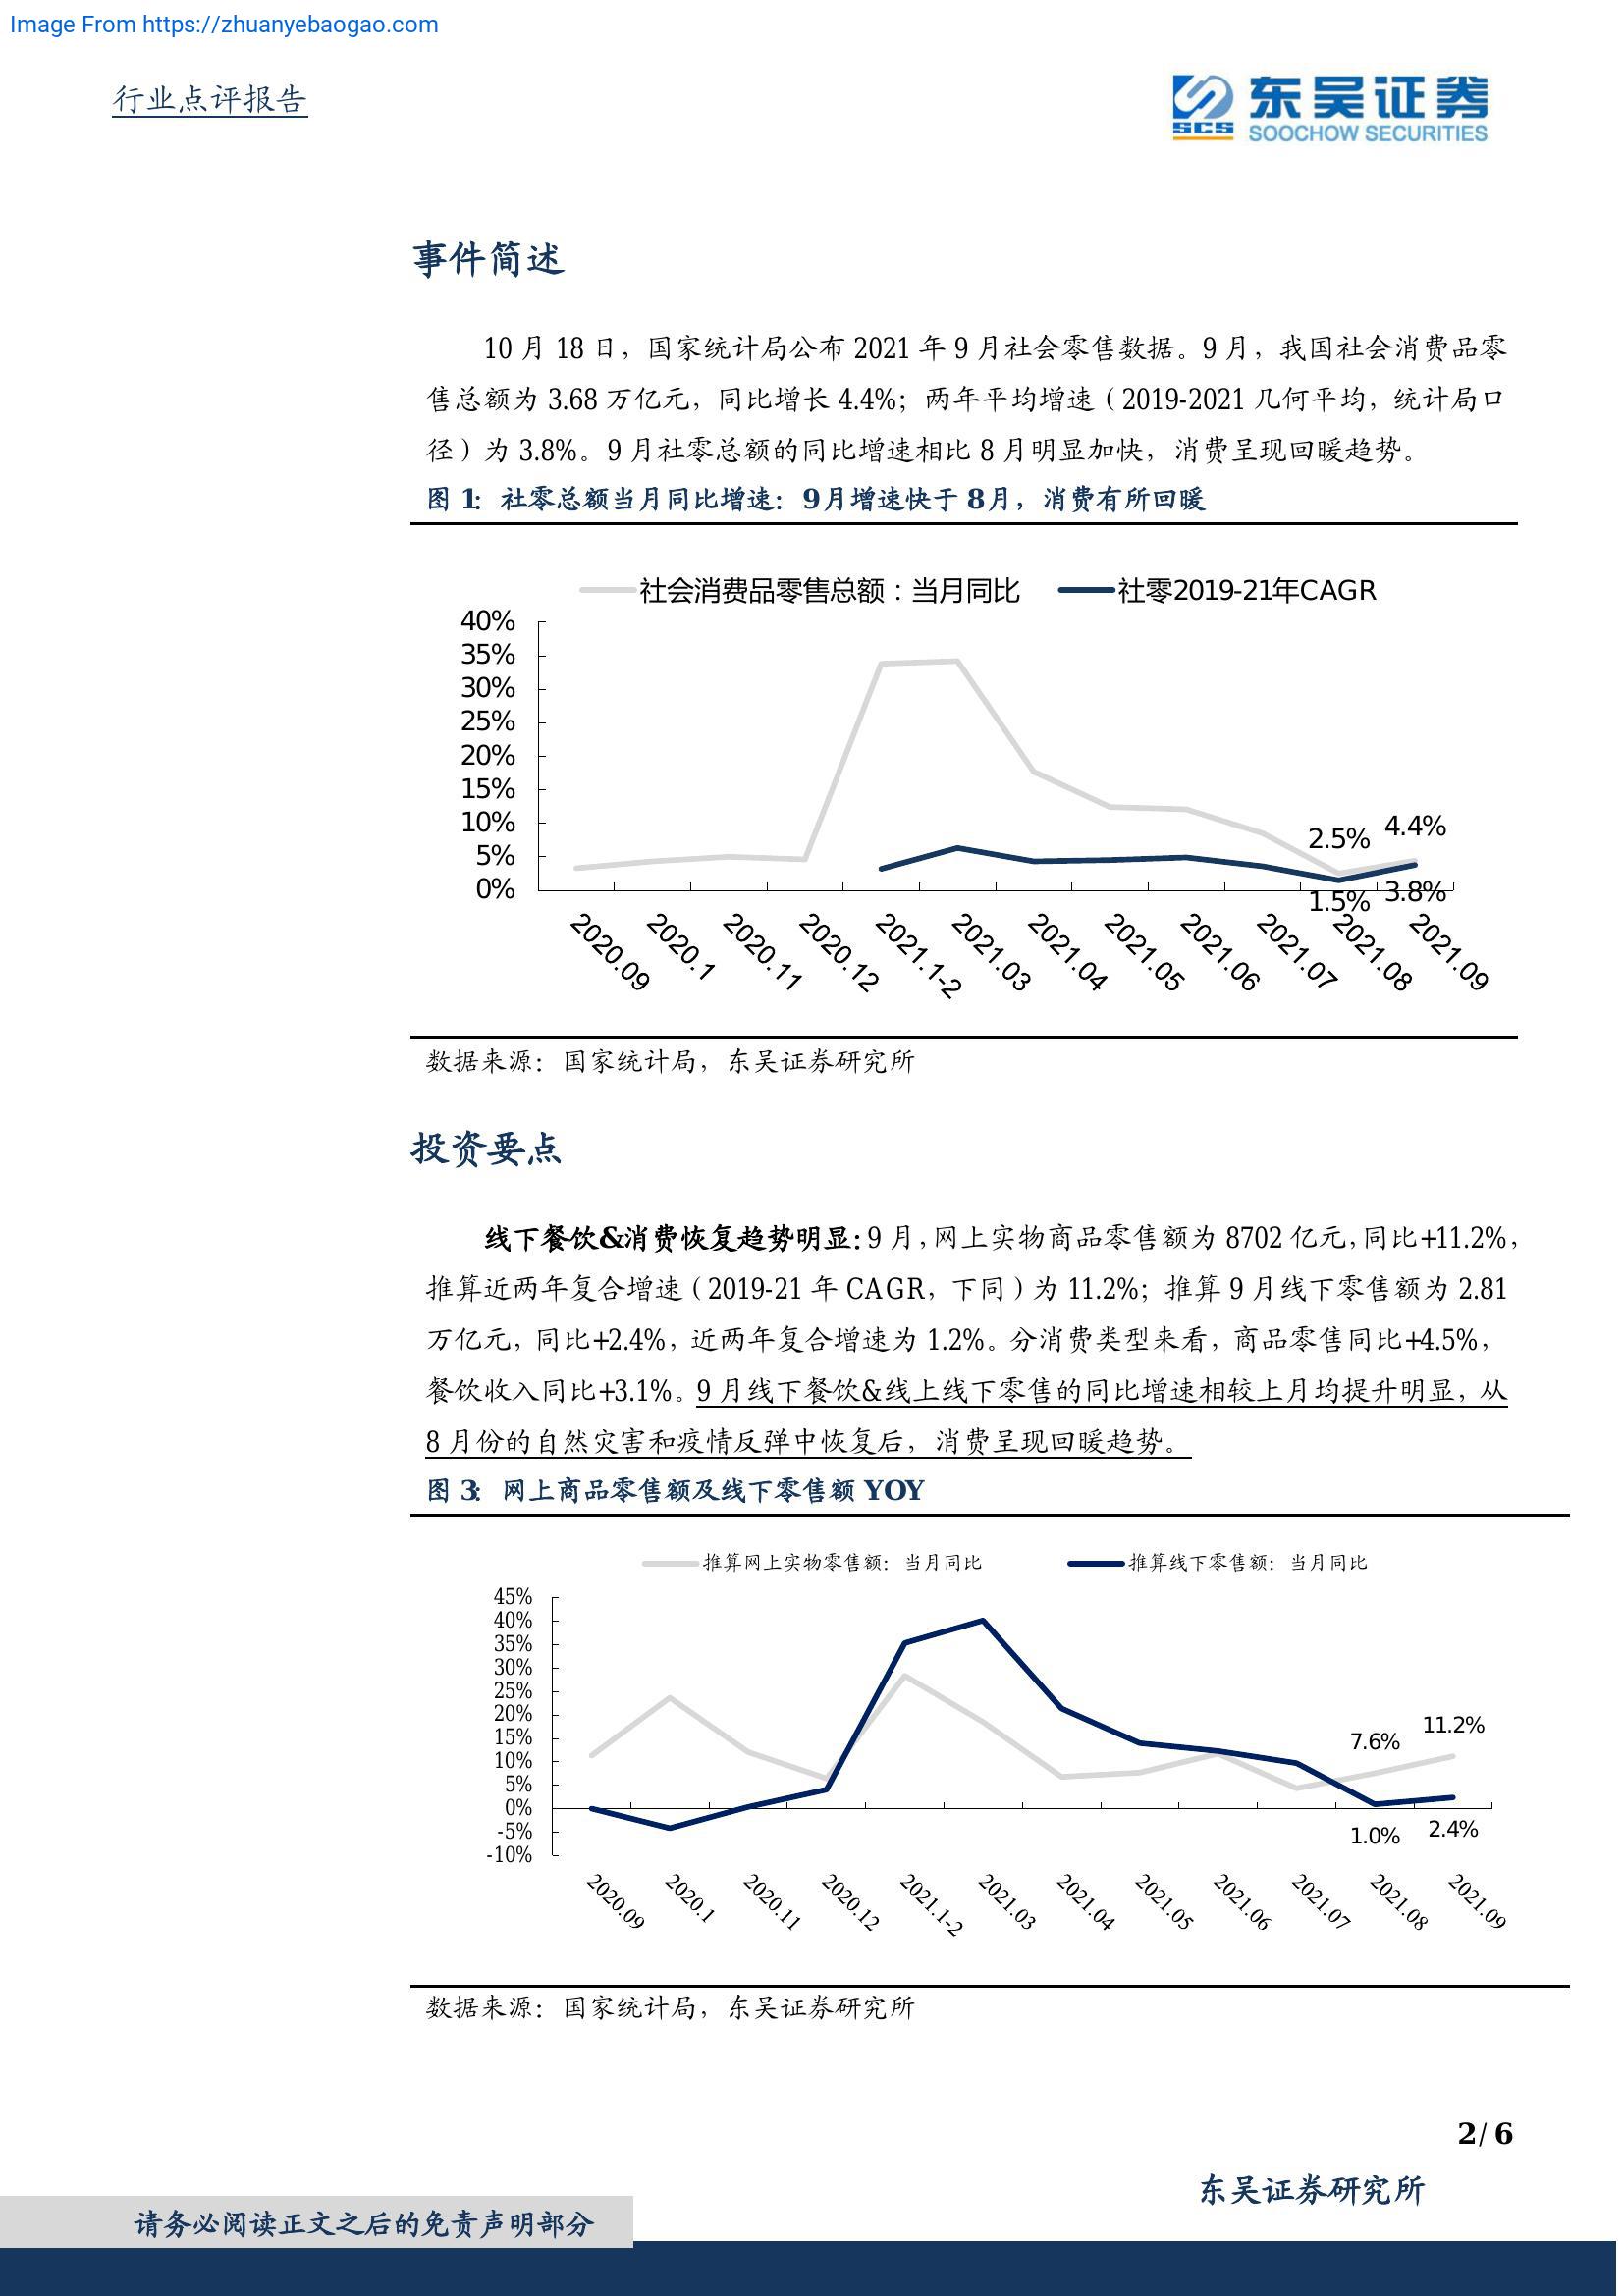 Image From https://zhuanyebaogao.com
行业点评报告
SCS
东吴证券
SOOCHOW SECURITIES
事件简述
10 月 18 日，国家统计局公布 2021 年 9 月社会零售数据。9 月，我国社会消费品零
售总额为 3.68 万亿元，同比增长 4.4%；两年平均增速（2019-2021 几何平均，统计局口
径）为 3.8%。9 月社零总额的同比增速相比 8 月明显加快，消费呈现回暖趋势。
图 1: 社零总额当月同比增速：9月增速快于 8月，消费有所回暖
社会消费品零售总额：当月同比 社零2019-21年CAGR
40%
35%
30%
25%
20%
15%
10%
5%
0%
2.5% 4.4%
1.5% 3.8%
2020.09 2020.1 2020.11 2020.12 2021.1-2 2021.03 2021.04 2021.05 2021.06 2021.07 2021.08 2021.09
数据来源：国家统计局，东吴证券研究所
投资要点
线下餐饮&消费恢复趋势明显：9 月，网上实物商品零售额为 8702 亿元，同比+11.2%，
推算近两年复合增速（2019-21 年 CAGR，下同）为 11.2%；推算 9 月线下零售额为 2.81
万亿元，同比+2.4%，近两年复合增速为 1.2%。分消费类型来看，商品零售同比+4.5%，
餐饮收入同比+3.1%。9 月线下餐饮&线上线下零售的同比增速相较上月均提升明显，从
8 月份的自然灾害和疫情反弹中恢复后，消费呈现回暖趋势。
图 3: 网上商品零售额及线下零售额 YOY
推算网上实物零售额：当月同比 推算线下零售额：当月同比
45%
40%
35%
30%
25%
20%
15%
10%
5%
0%
-5%
-10%
7.6% 11.2%
1.0% 2.4%
2020.09 2020.1 2020.11 2020.12 2021.1-2 2021.03 2021.04 2021.05 2021.06 2021.07 2021.08 2021.09
数据来源：国家统计局，东吴证券研究所
2/ 6
东吴证券研究所
请务必阅读正文之后的免责声明部分